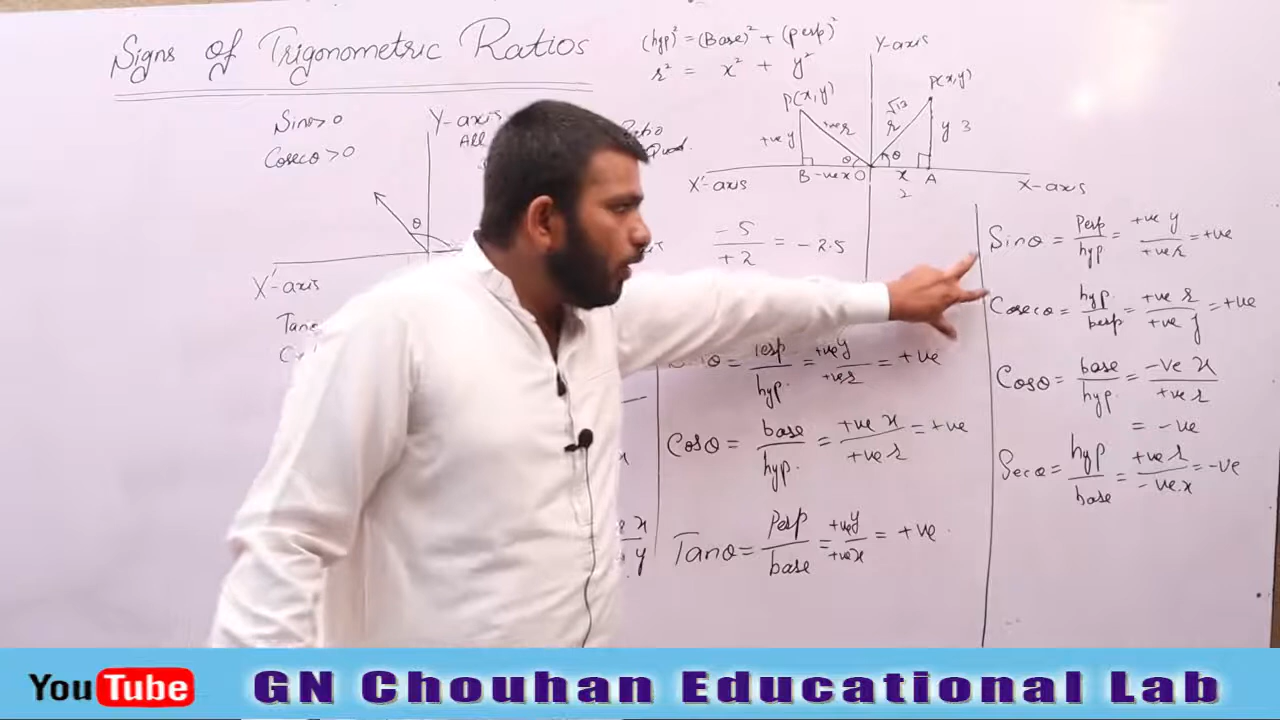 Signs of Trigonometric Ratios
(hyp)² = (Base)² + (perp)²
r² = x² + y²
Sinθ > 0
Cosecθ > 0
Y-axis
All
X'-axis
θ
Tanθ
Y-axis
P(x,y)
P(x,y)
+ve y
+ve r
θ
√13
r
θ
y 3
X'-axis
B -ve x O
x
2
A
X-axis
-5/+2 = -2.5
Perp/hyp. = +ve y/+ve r = +ve
Cosθ = base/hyp. = +ve x/+ve r = +ve
Tanθ = Perp/base = +ve y/+ve x = +ve
Sinθ = Perp/hyp = +ve y/+ve r = +ve
Cosecθ = hyp./perp = +ve r/+ve y = +ve
Cosθ = base/hyp. = -ve x/+ve r
= -ve
Secθ = hyp/base = +ve r/-ve x = -ve
x
y
YouTube GN Chouhan Educational Lab